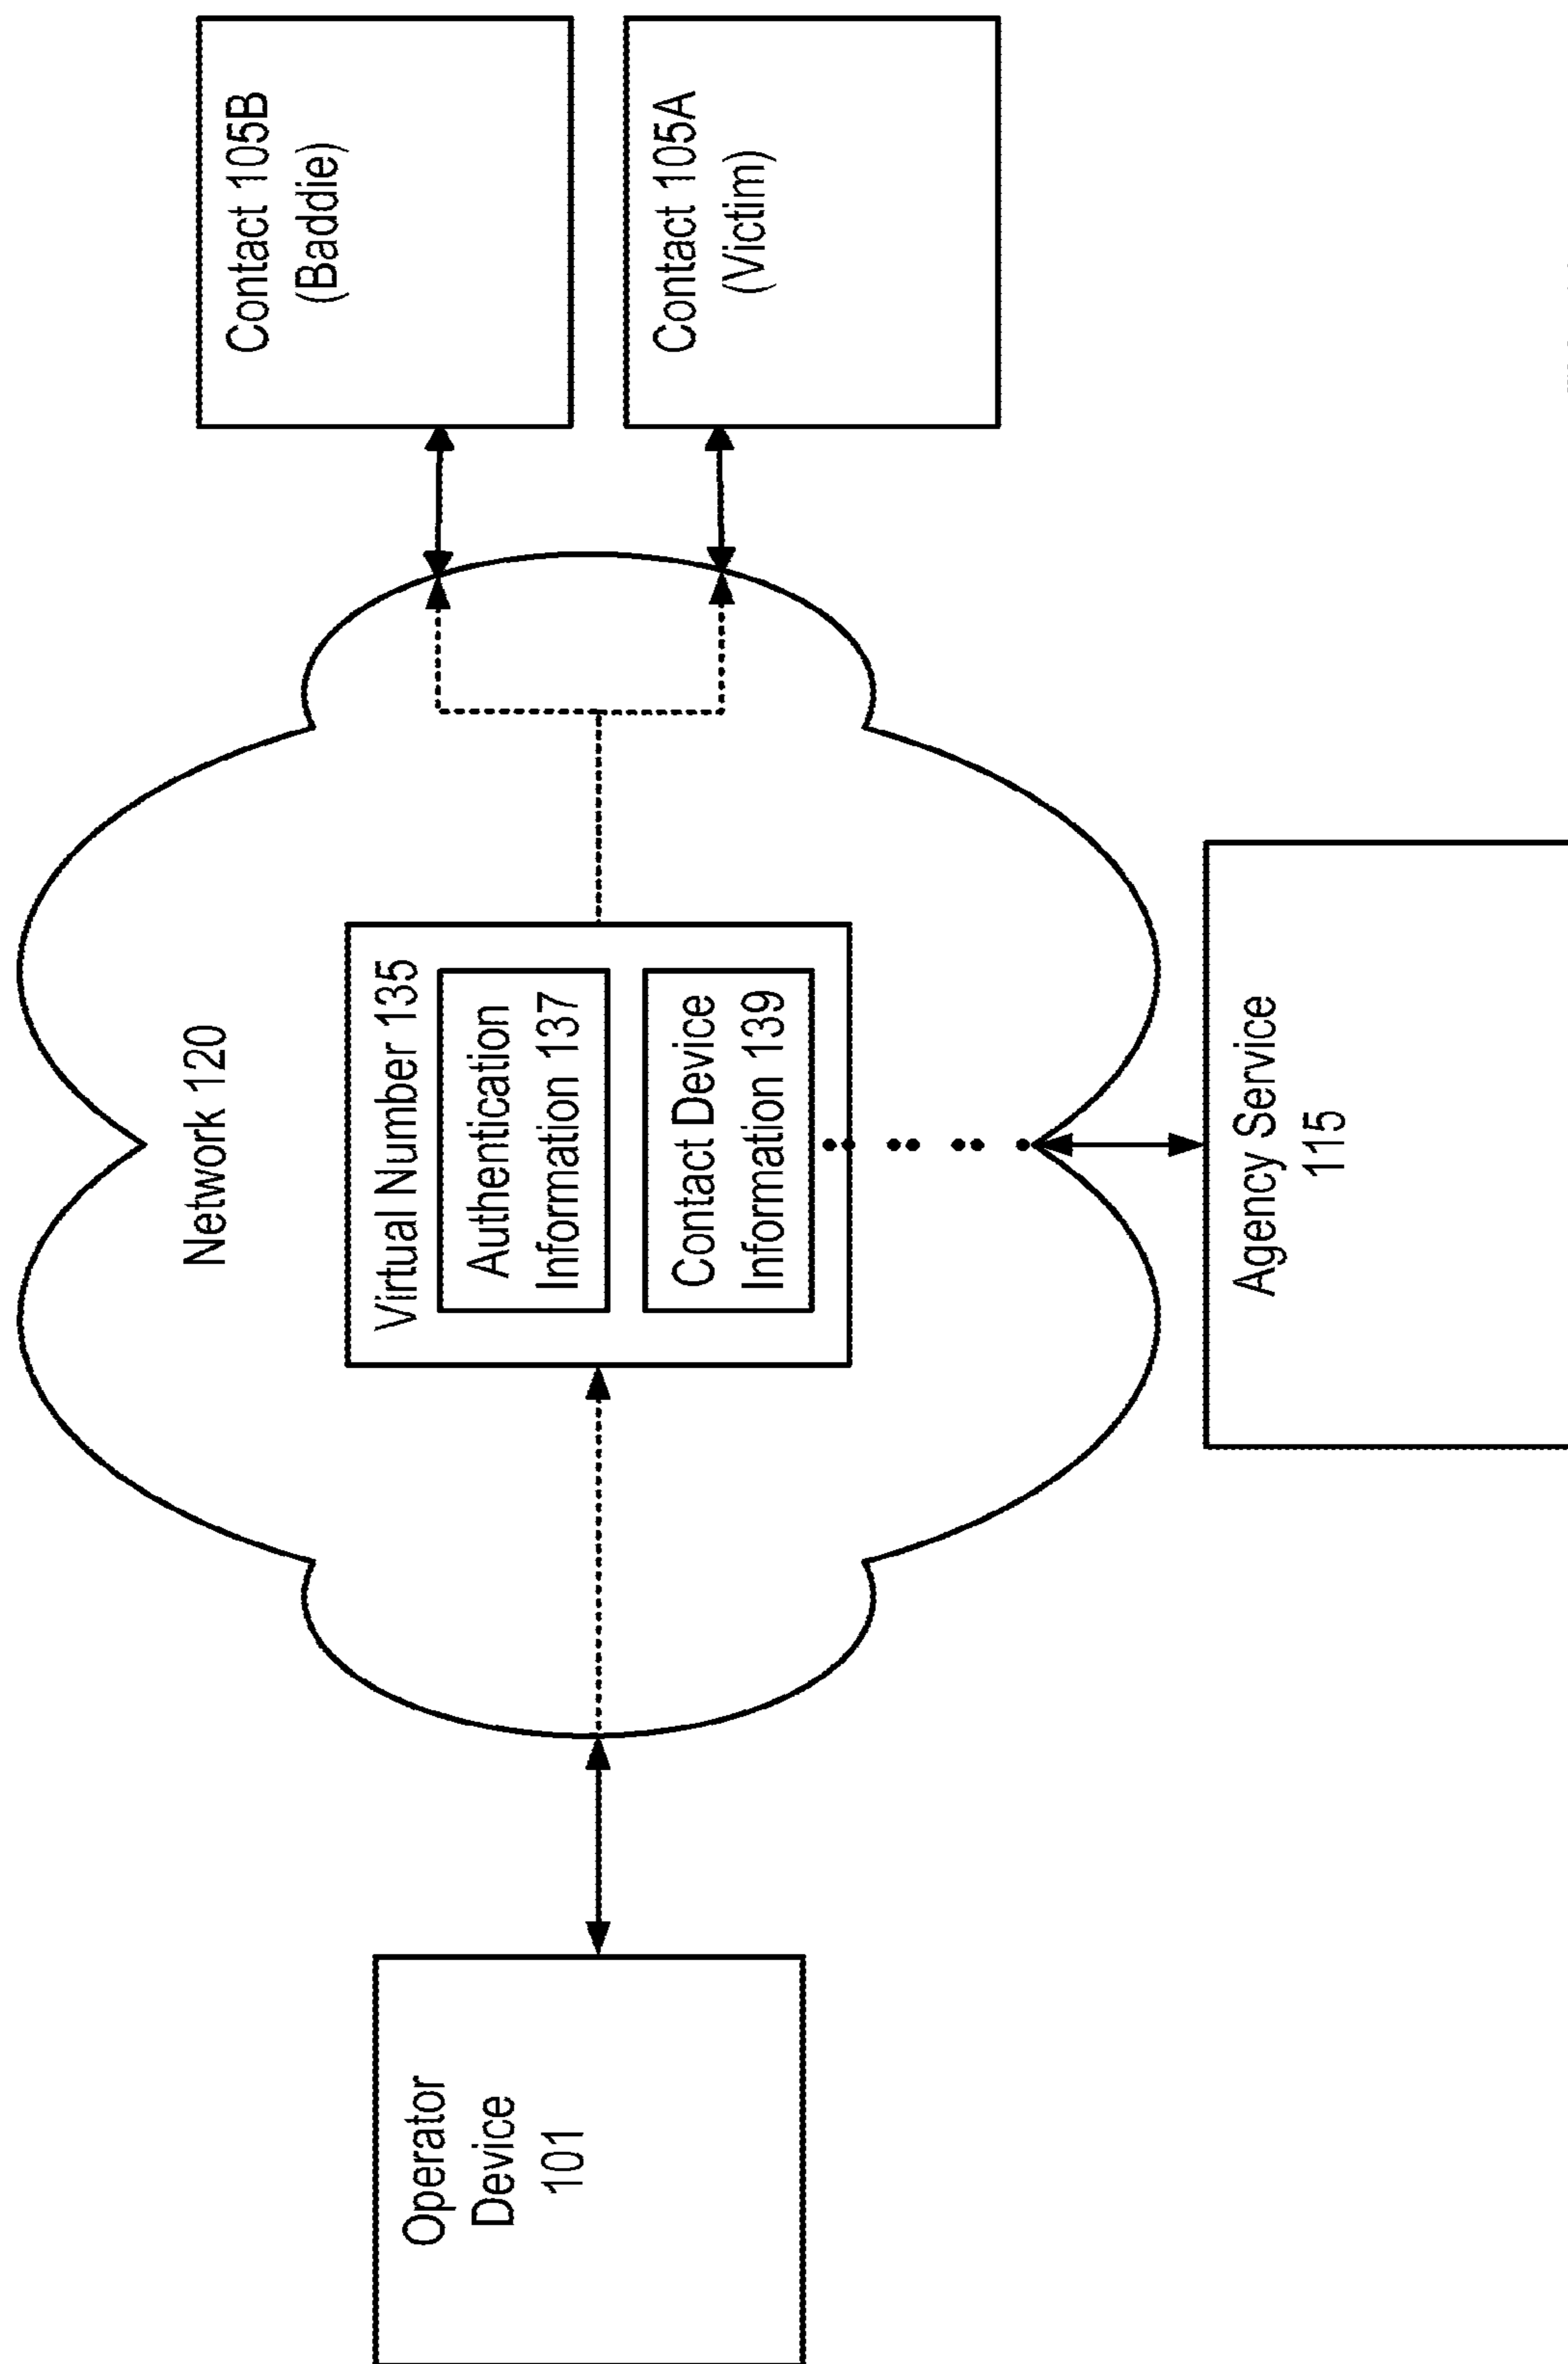 Network 120
Virtual Number 135
Authentication
Information 137
Contact Device
Information 139
Operator
Device
101
Contact 105B
(Baddie)
Contact 105A
(Victim)
Agency Service
115